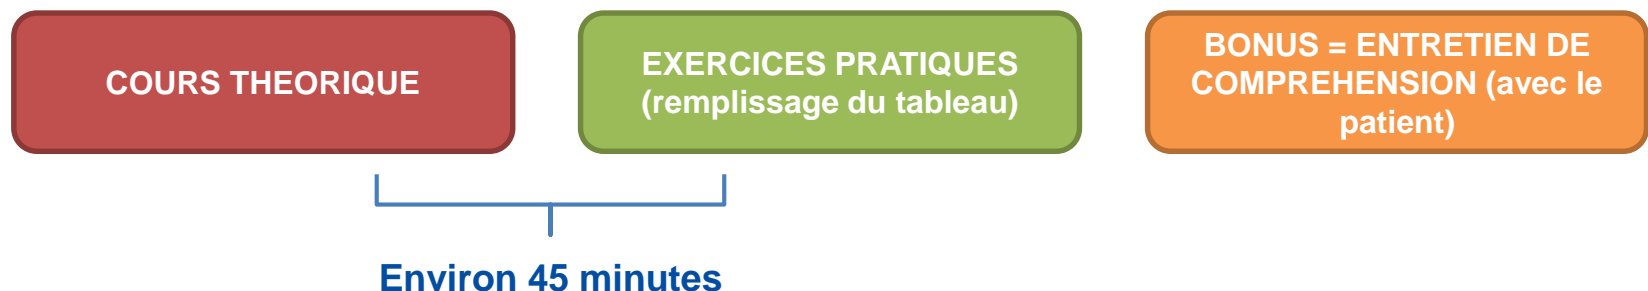 COURS THEORIQUE
EXERCICES PRATIQUES
(remplissage du tableau)
BONUS = ENTRETIEN DE
COMPREHENSION (avec le
patient)
Environ 45 minutes